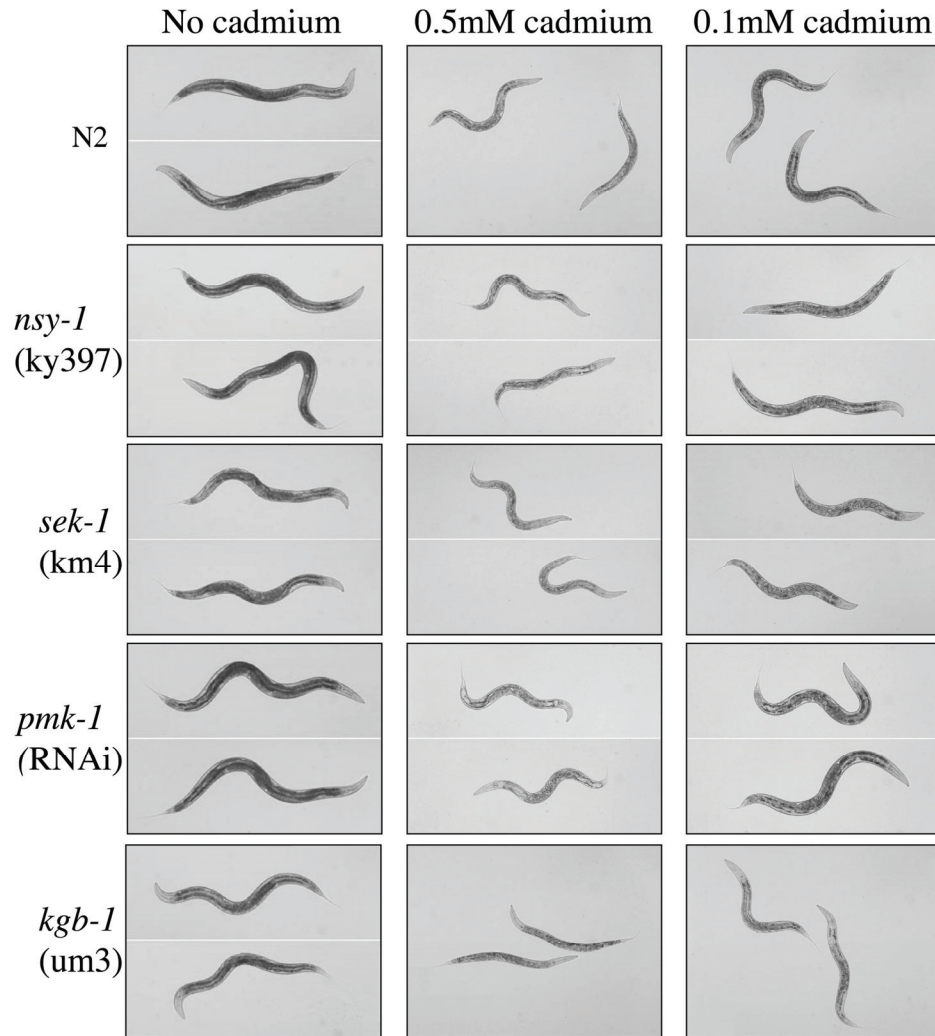 No cadmium 0.5mM cadmium 0.1mM cadmium
N2
nsy-1
(ky397)
sek-1
(km4)
pmk-1
(RNAi)
kgb-1
(um3)